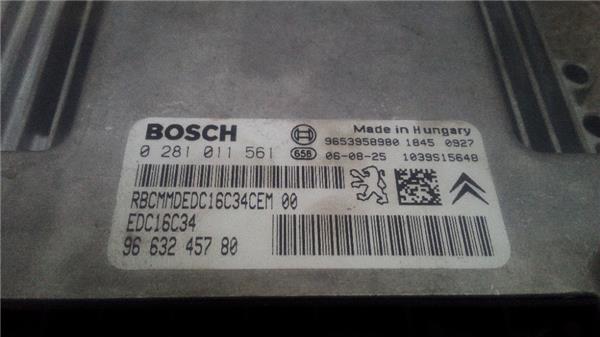 BOSCH Made in Hungary
9653958980 1845 0927
0 281 011 561 656 06-08-25 1039S15648
RBCMMDEDC16C34CEM 00
EDC16C34
96 632 457 80